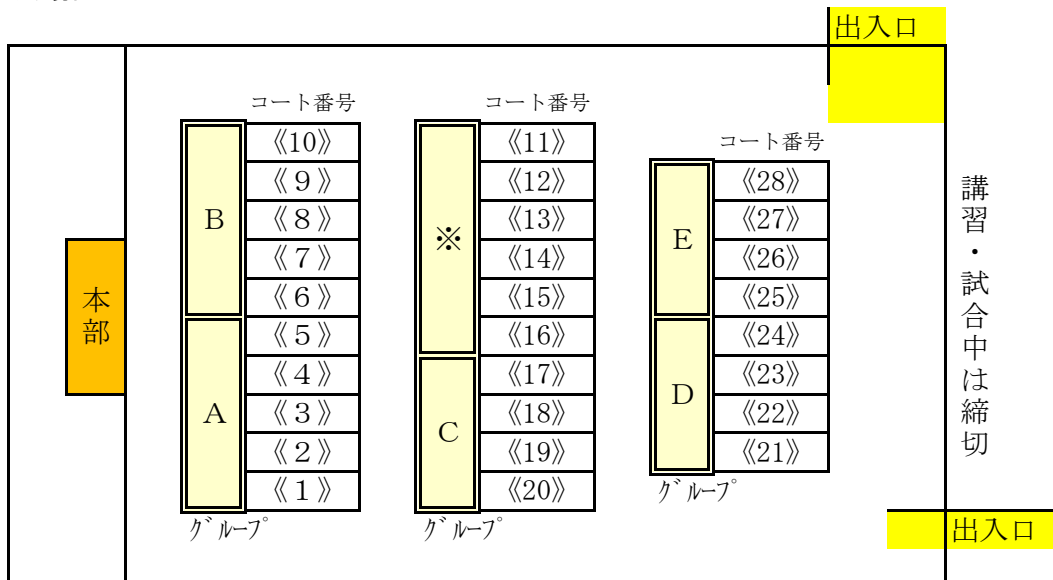 出入口
コート番号
《10》
《９》
《８》
《７》
《６》
《５》
《４》
《３》
《２》
《１》
B
A
グループ
コート番号
《11》
《12》
《13》
《14》
《15》
《16》
《17》
《18》
《19》
《20》
※
C
グループ
コート番号
《28》
《27》
《26》
《25》
《24》
《23》
《22》
《21》
E
D
グループ
本部
講習・試合中は締切
出入口